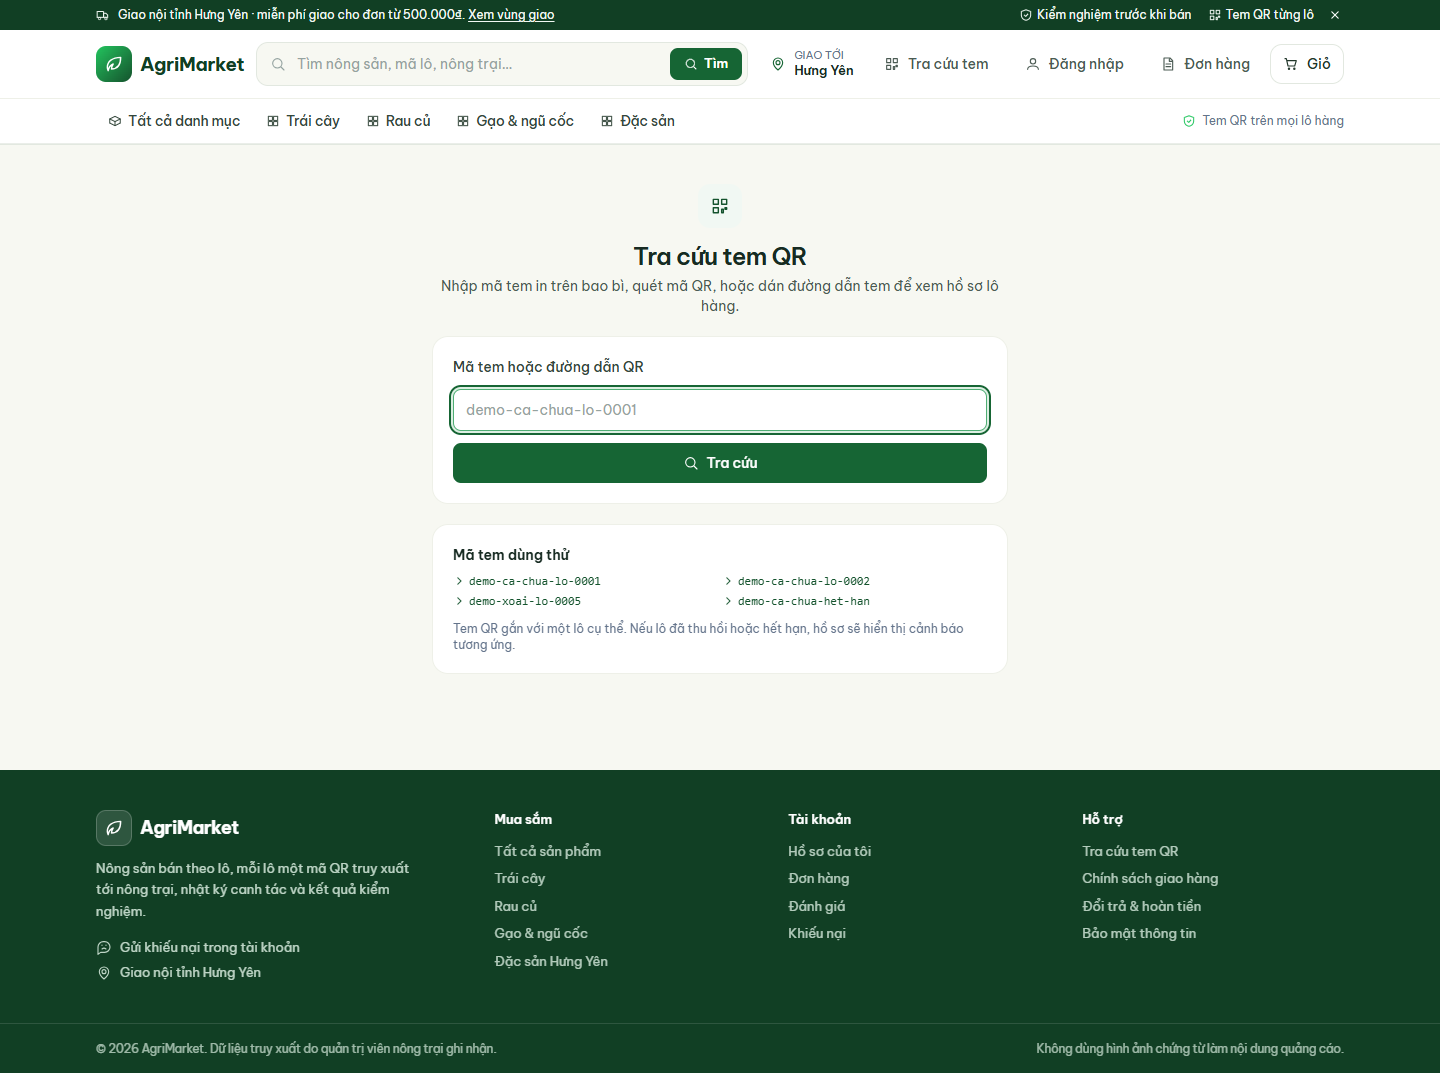 Giao nội tỉnh Hưng Yên · miễn phí giao cho đơn từ 500.000₫. Xem vùng giao
Kiểm nghiệm trước khi bán
Tem QR từng lô
AgriMarket
Tìm nông sản, mã lô, nông trại...
Tìm
GIAO TỚI
Hưng Yên
Tra cứu tem
Đăng nhập
Đơn hàng
Giỏ
Tất cả danh mục
Trái cây
Rau củ
Gạo & ngũ cốc
Đặc sản
Tem QR trên mọi lô hàng
Tra cứu tem QR
Nhập mã tem in trên bao bì, quét mã QR, hoặc dán đường dẫn tem để xem hồ sơ lô
hàng.
Mã tem hoặc đường dẫn QR
demo-ca-chua-lo-0001
Tra cứu
Mã tem dùng thử
demo-ca-chua-lo-0001
demo-ca-chua-lo-0002
demo-xoai-lo-0005
demo-ca-chua-het-han
Tem QR gắn với một lô cụ thể. Nếu lô đã thu hồi hoặc hết hạn, hồ sơ sẽ hiển thị cảnh báo
tương ứng.
AgriMarket
Nông sản bán theo lô, mỗi lô một mã QR truy xuất
tới nông trại, nhật ký canh tác và kết quả kiểm
nghiệm.
Gửi khiếu nại trong tài khoản
Giao nội tỉnh Hưng Yên
Mua sắm
Tất cả sản phẩm
Trái cây
Rau củ
Gạo & ngũ cốc
Đặc sản Hưng Yên
Tài khoản
Hồ sơ của tôi
Đơn hàng
Đánh giá
Khiếu nại
Hỗ trợ
Tra cứu tem QR
Chính sách giao hàng
Đổi trả & hoàn tiền
Bảo mật thông tin
© 2026 AgriMarket. Dữ liệu truy xuất do quản trị viên nông trại ghi nhận.
Không dùng hình ảnh chứng từ làm nội dung quảng cáo.